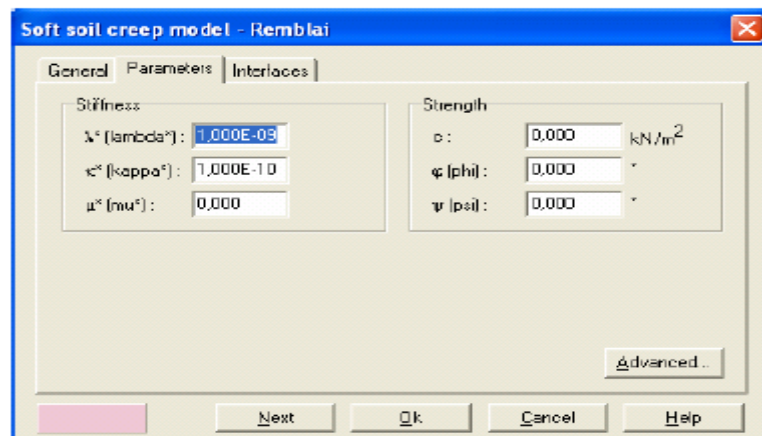 Soft soil creep model - Remblai
General Parameters Interfaces
Stiffness
λ* (lambda*) : 1,000E-09
κ* (kappa*) : 1,000E-10
μ* (mu*) : 0,000
Strength
c : 0,000 kN/m²
φ (phi) : 0,000 °
ψ (psi) : 0,000 °
Advanced...
Next Ok Cancel Help